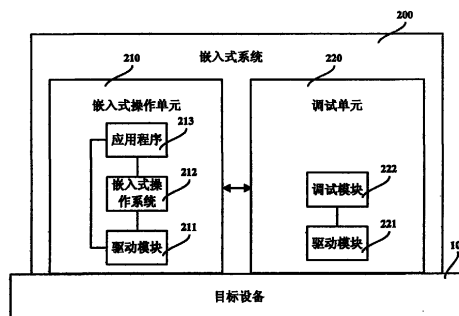 200
嵌入式系统
210
220
嵌入式操作单元
调试单元
应用程序
213
嵌入式操作系统
212
调试模块
222
驱动模块
211
驱动模块
221
目标设备